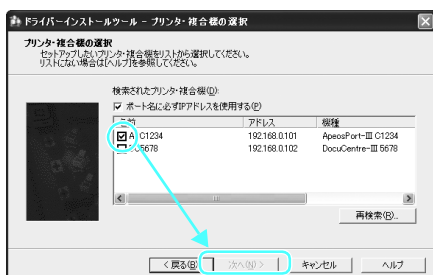 ドライバーインストールツール - プリンタ・複合機の選択
プリンタ・複合機の選択
セットアップしたいプリンタ・複合機をリストから選択してください。
リストにない場合は[ヘルプ]を参照してください。
検索されたプリンタ・複合機(D):
ポート名に必ずIPアドレスを使用する(P)
アドレス 機種
C1234 192.168.0.101 ApeosPort-III C1234
5678 192.168.0.102 DocuCentre-III 5678
再検索(R)..
< 戻る(B) 次へ(N) > キャンセル ヘルプ